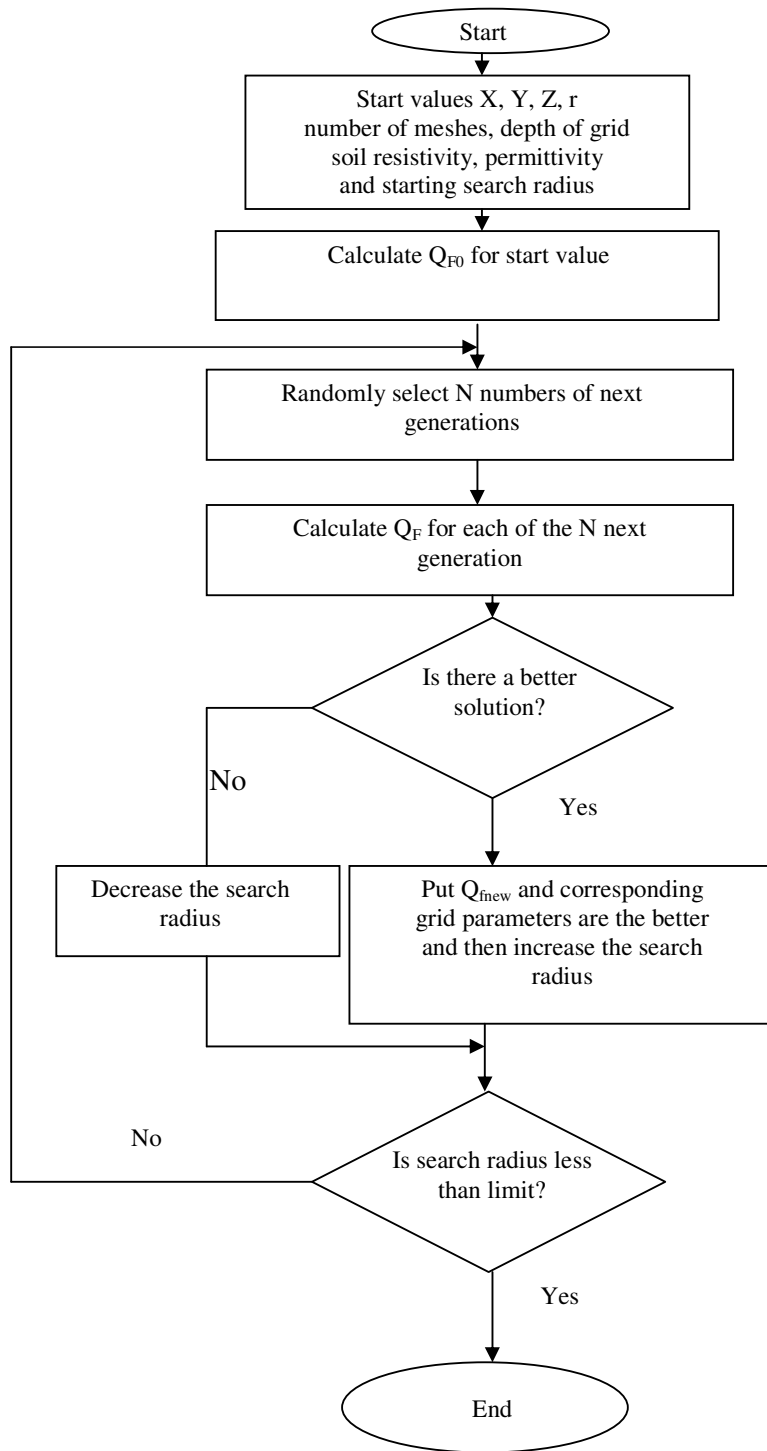 Start
Start values X, Y, Z, r
number of meshes, depth of grid
soil resistivity, permittivity
and starting search radius
Calculate Q_F0 for start value
Randomly select N numbers of next
generations
Calculate Q_F for each of the N next
generation
Is there a better
solution?
No
Yes
Decrease the search
radius
Put Q_fnew and corresponding
grid parameters are the better
and then increase the search
radius
No
Is search radius less
than limit?
Yes
End